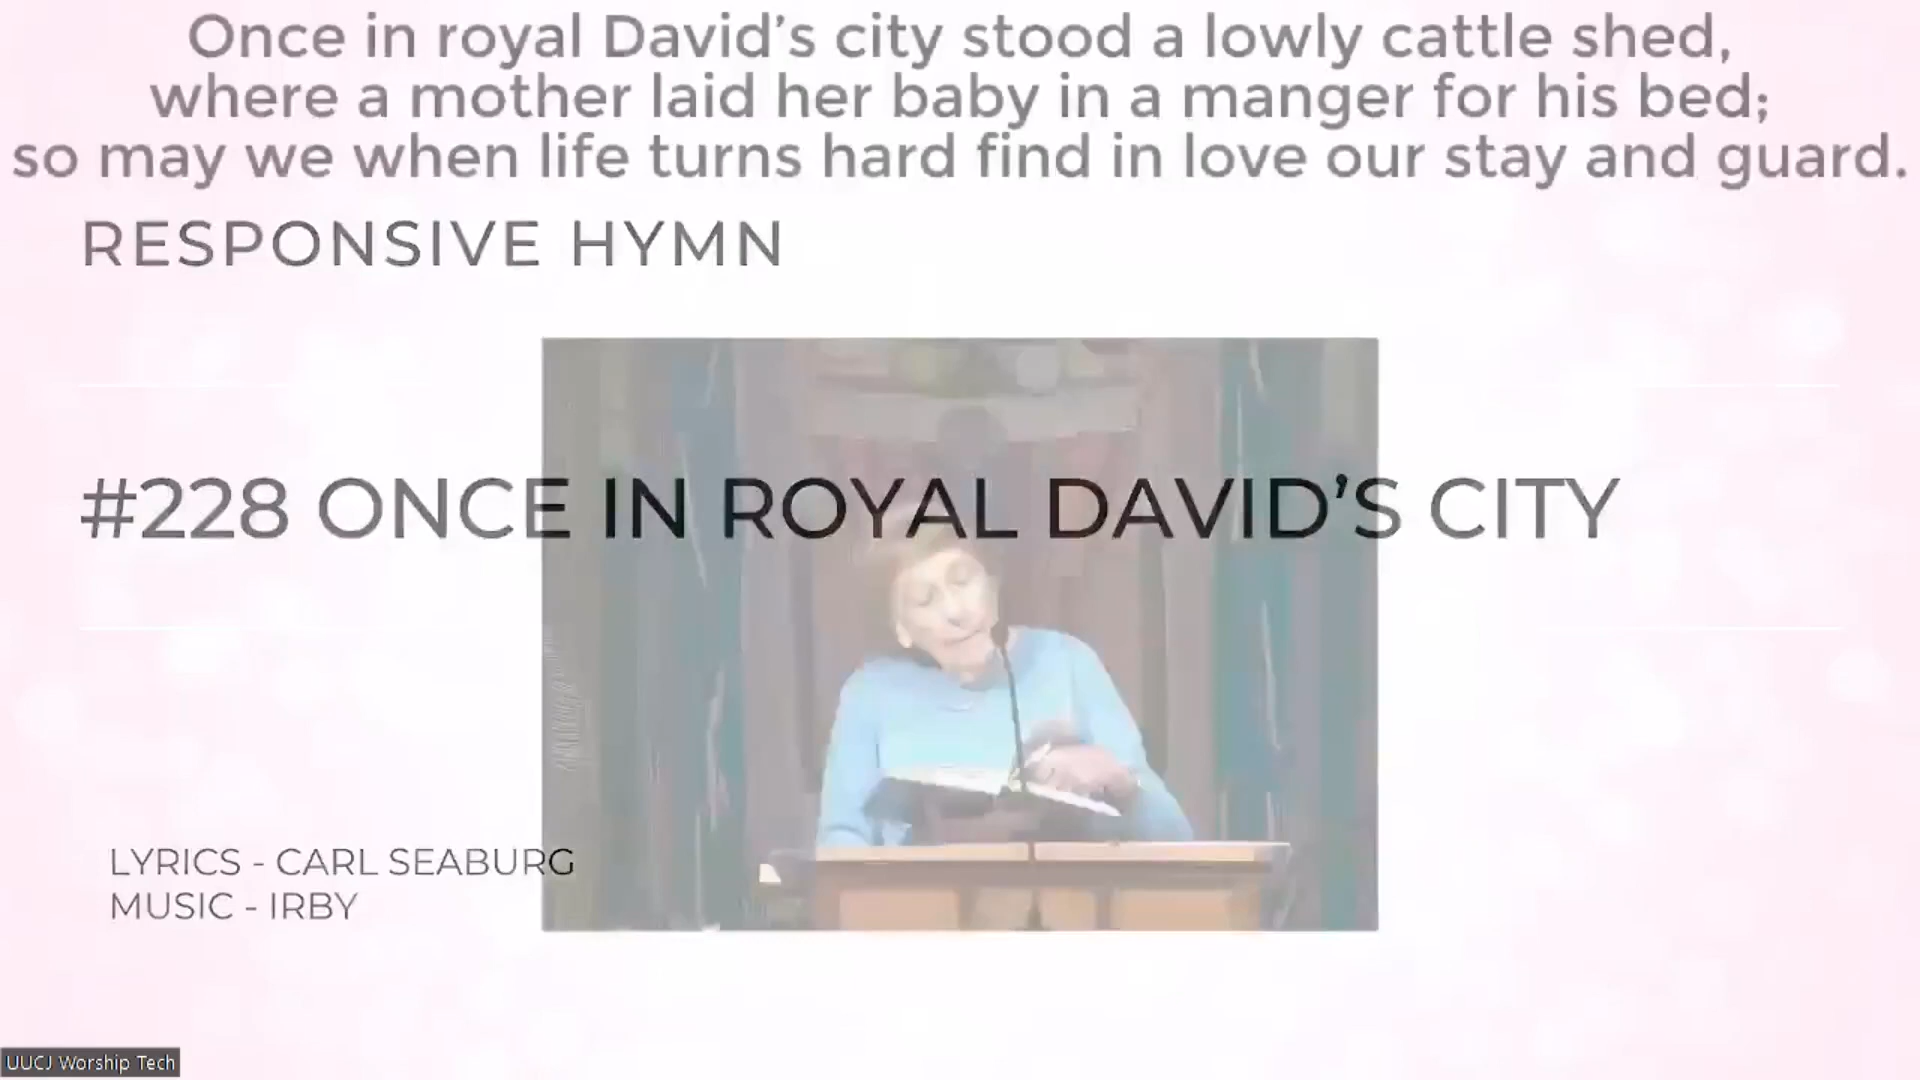 Once in royal David’s city stood a lowly cattle shed,
where a mother laid her baby in a manger for his bed;
so may we when life turns hard find in love our stay and guard.
RESPONSIVE HYMN
#228 ONCE IN ROYAL DAVID’S CITY
LYRICS - CARL SEABURG
MUSIC - IRBY
UUCJ Worship Tech